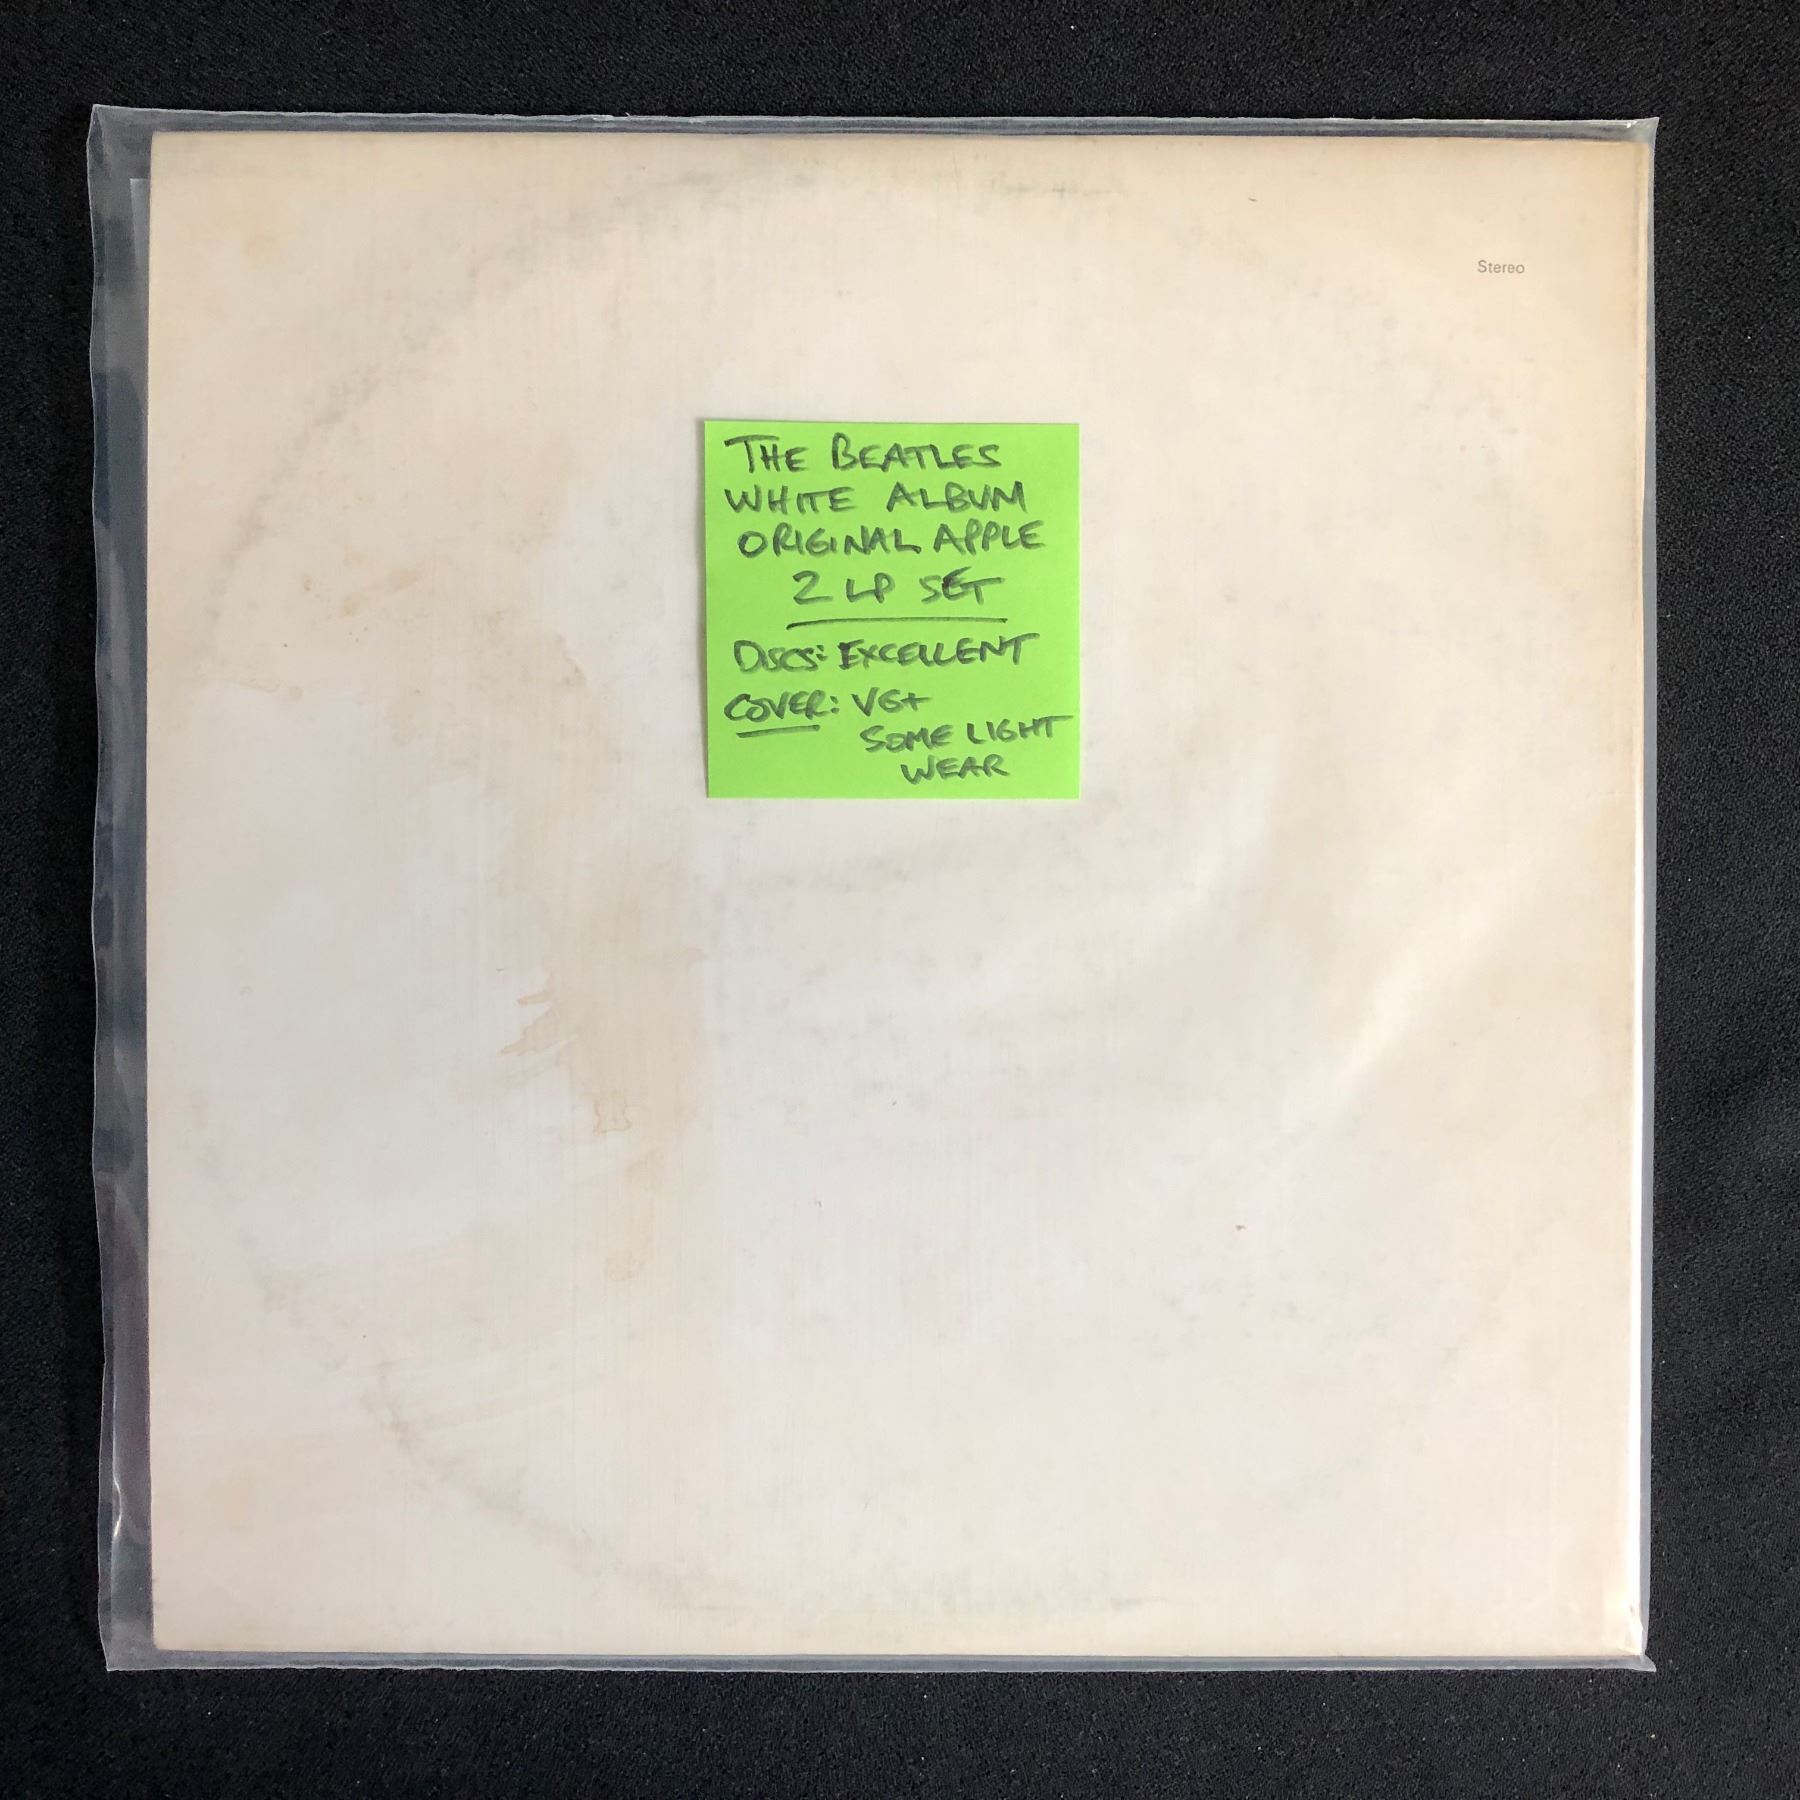 Stereo
THE BEATLES
WHITE ALBUM
ORIGINAL APPLE
2 LP SET
DISCS: EXCELLENT
COVER: VG+
SOME LIGHT
WEAR